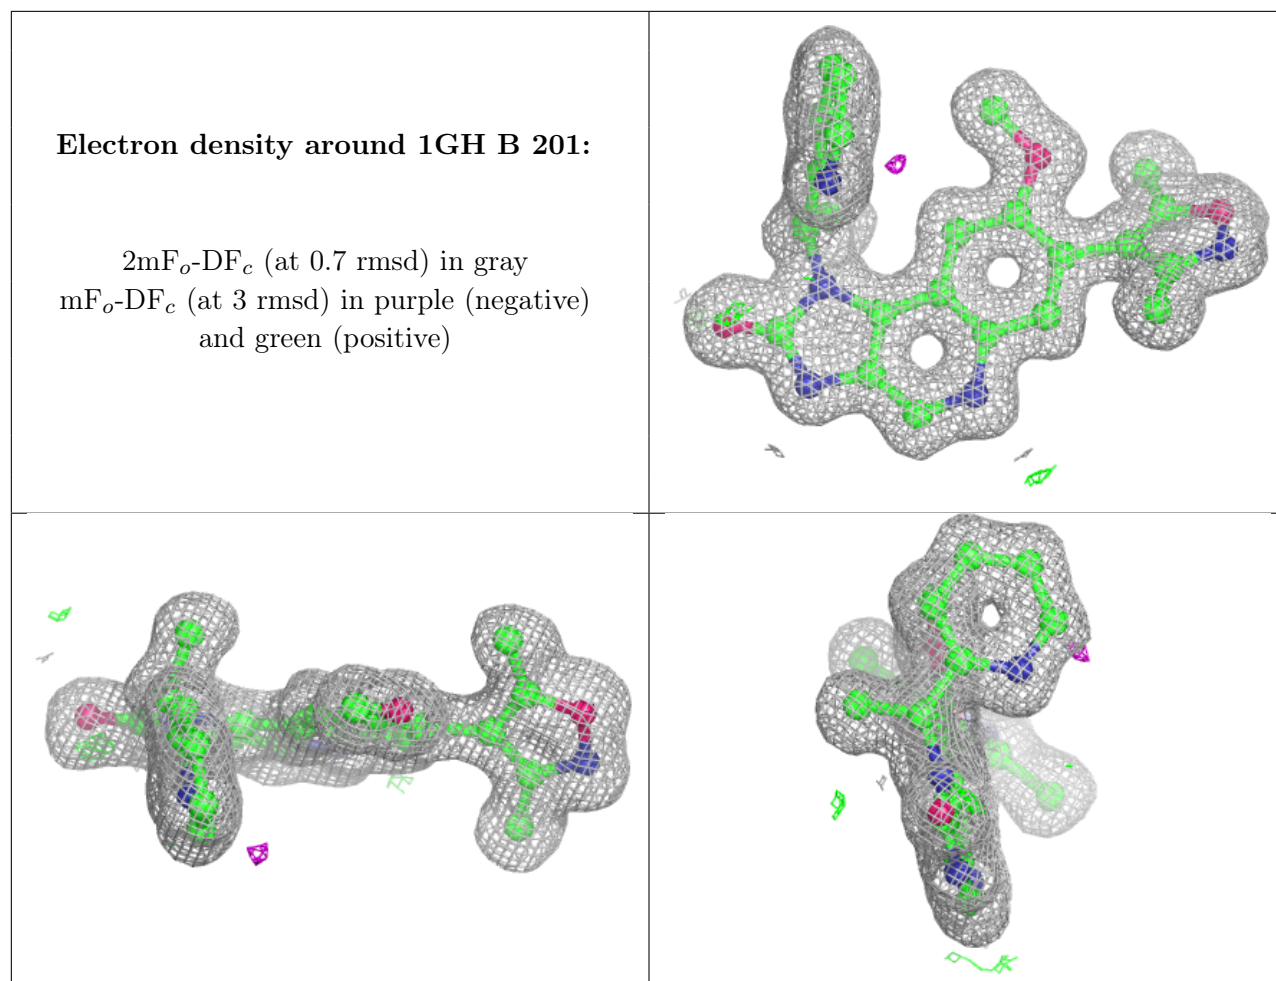 Electron density around 1GH B 201:
2mFo-DFc (at 0.7 rmsd) in gray
mFo-DFc (at 3 rmsd) in purple (negative)
and green (positive)